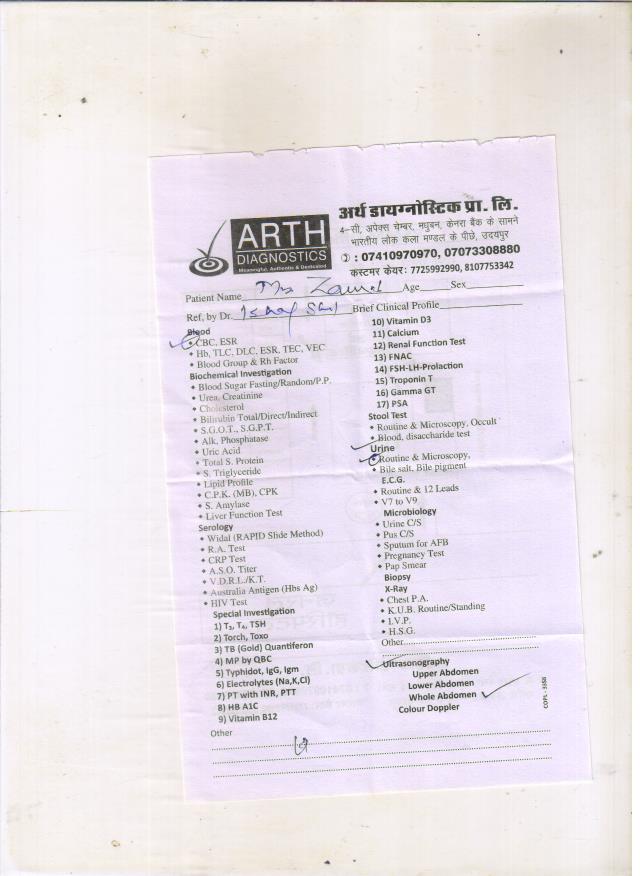 ARTH
DIAGNOSTICS
Meaningful, Authentic & Dedicated
अर्थ डायग्नोस्टिक प्रा. लि.
4-सी, अपेक्स चेम्बर, मधुबन, केनरा बैंक के सामने
भारतीय लोक कला मण्डल के पीछे, उदयपुर
: 07410970970, 07073308880
कस्टमर केयर: 7725992990, 8107753342
Patient Name Mrs Age Sex
Ref, by Dr. Brief Clinical Profile
Blood
CBC, ESR
Hb, TLC, DLC, ESR, TEC, VEC
Blood Group & Rh Factor
Biochemical Investigation
Blood Sugar Fasting/Random/P.P.
Urea, Creatinine
Cholesterol
Bilirubin Total/Direct/Indirect
S.G.O.T., S.G.P.T.
Alk, Phosphatase
Uric Acid
Total S. Protein
S. Triglyceride
Lipid Profile
C.P.K. (MB), CPK
S. Amylase
Liver Function Test
Serology
Widal (RAPID Slide Method)
R.A. Test
CRP Test
A.S.O. Titer
V.D.R.L./K.T.
Australia Antigen (Hbs Ag)
HIV Test
Special Investigation
1) T3, T4, TSH
2) Torch, Toxo
3) TB (Gold) Quantiferon
4) MP by QBC
5) Typhidot, IgG, Igm
6) Electrolytes (Na,K,Cl)
7) PT with INR, PTT
8) HB A1C
9) Vitamin B12
Other
10) Vitamin D3
11) Calcium
12) Renal Function Test
13) FNAC
14) FSH-LH-Prolaction
15) Troponin T
16) Gamma GT
17) PSA
Stool Test
Routine & Microscopy, Occult
Blood, disaccharide test
Urine
Routine & Microscopy,
Bile salt, Bile pigment
E.C.G.
Routine & 12 Leads
V7 to V9
Microbiology
Urine C/S
Pus C/S
Sputum for AFB
Pregnancy Test
Pap Smear
Biopsy
X-Ray
Chest P.A.
K.U.B. Routine/Standing
I.V.P.
H.S.G.
Other
Ultrasonography
Upper Abdomen
Lower Abdomen
Whole Abdomen
Colour Doppler